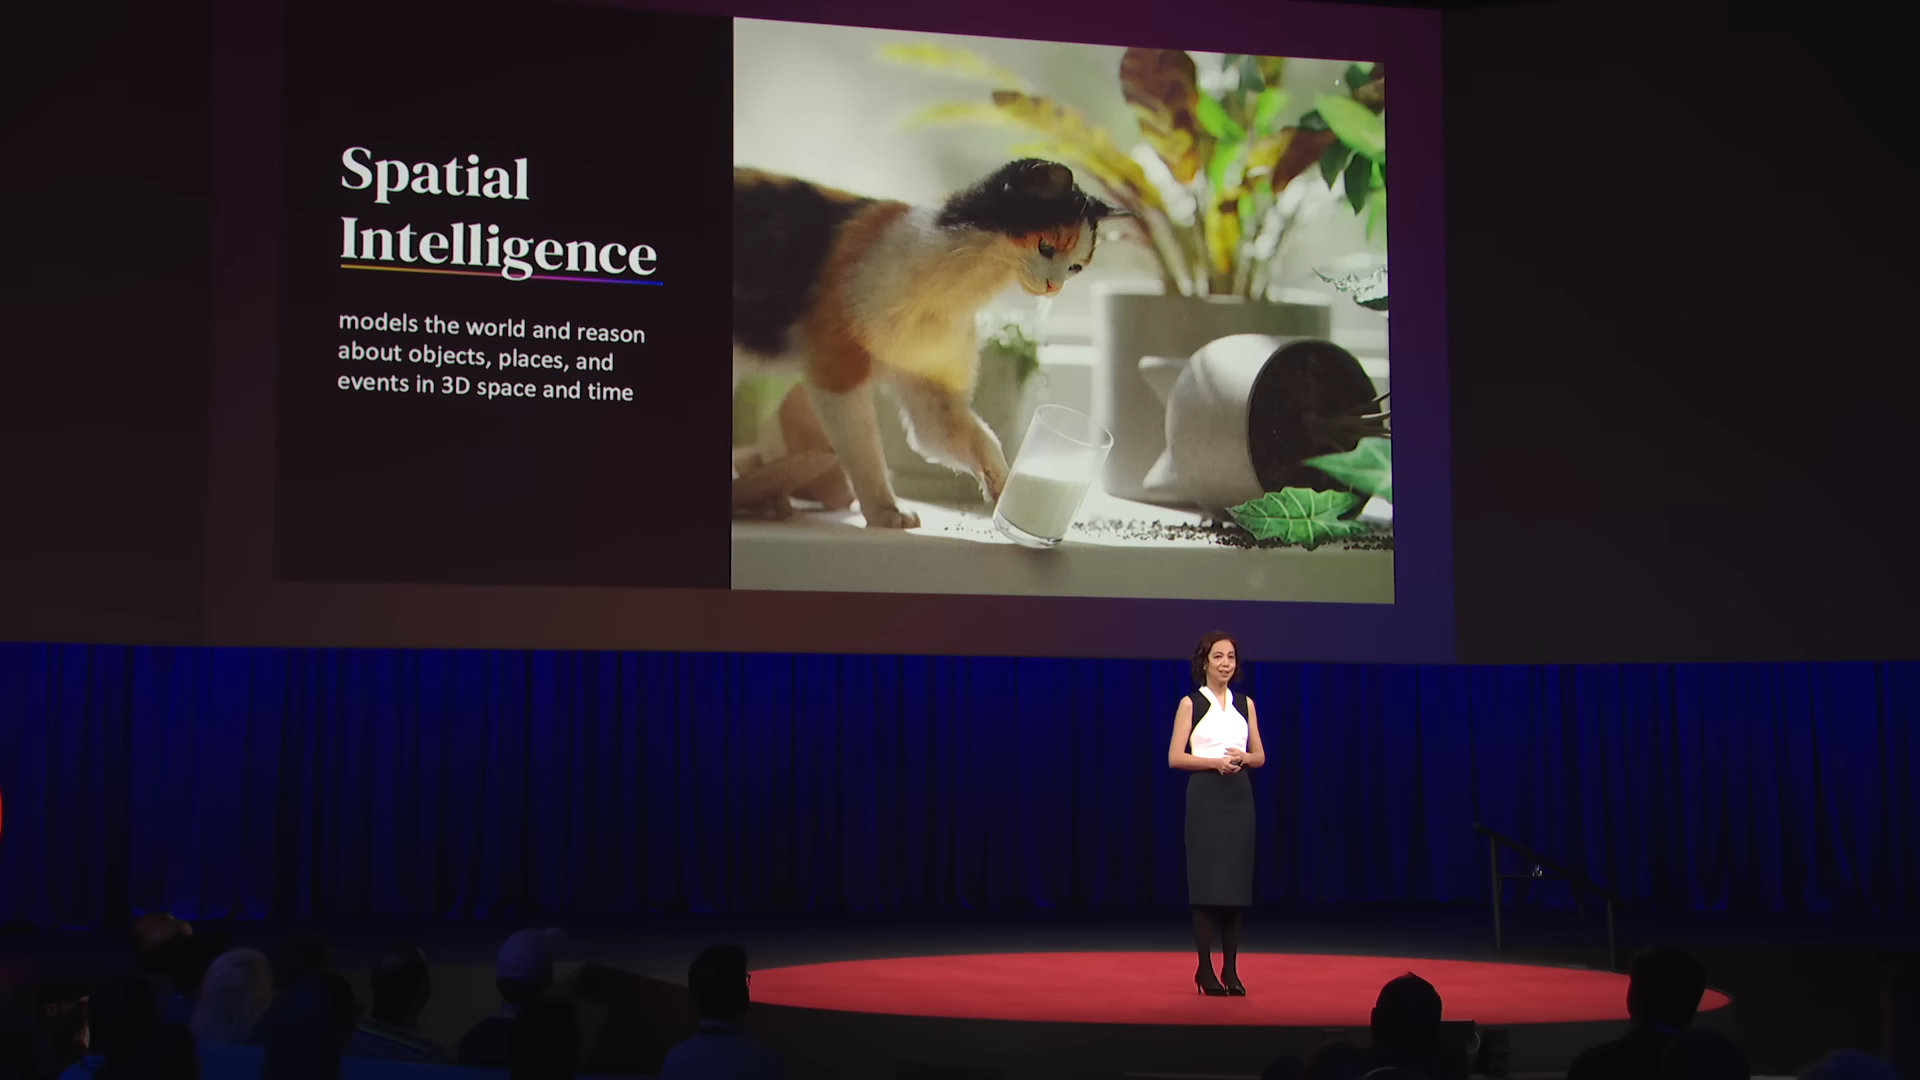 Spatial
Intelligence
models the world and reason
about objects, places, and
events in 3D space and time